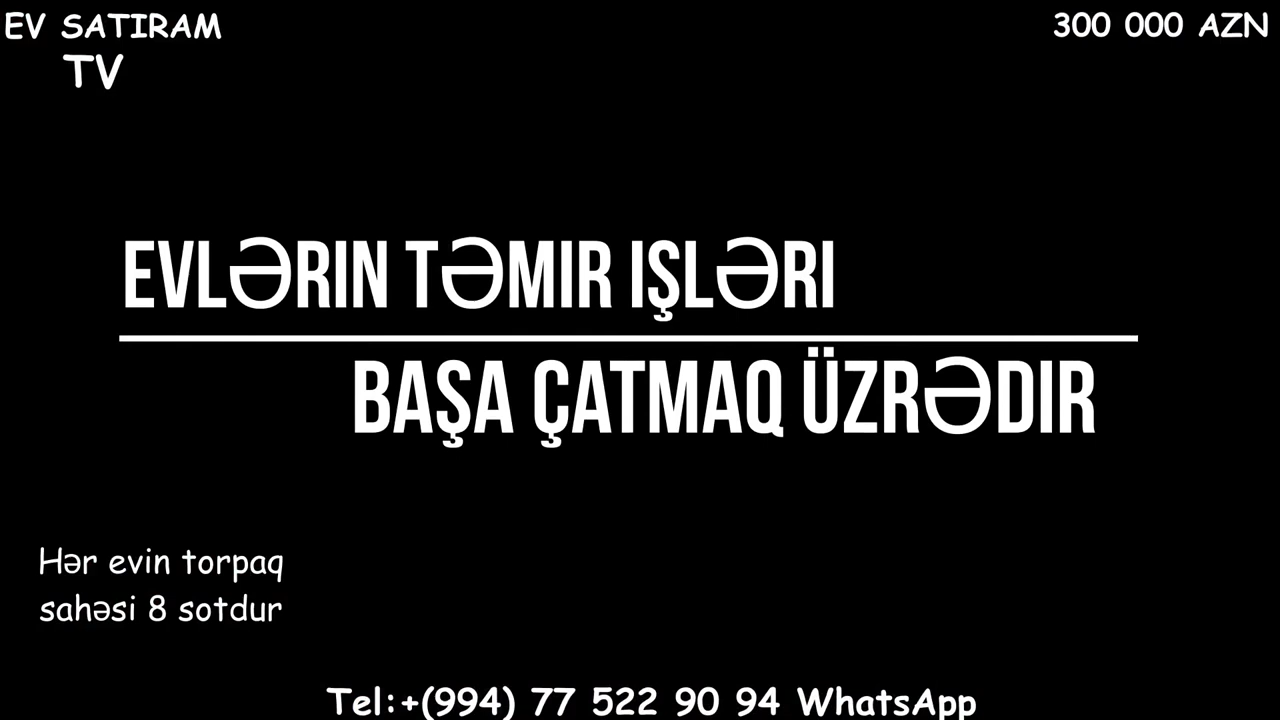 EV SATIRAM
TV
300 000 AZN
EVLƏRIN TƏMIR IŞLƏRI
BAŞA ÇATMAQ ÜZRƏDIR
Hər evin torpaq
sahəsi 8 sotdur
Tel:+(994) 77 522 90 94 WhatsApp